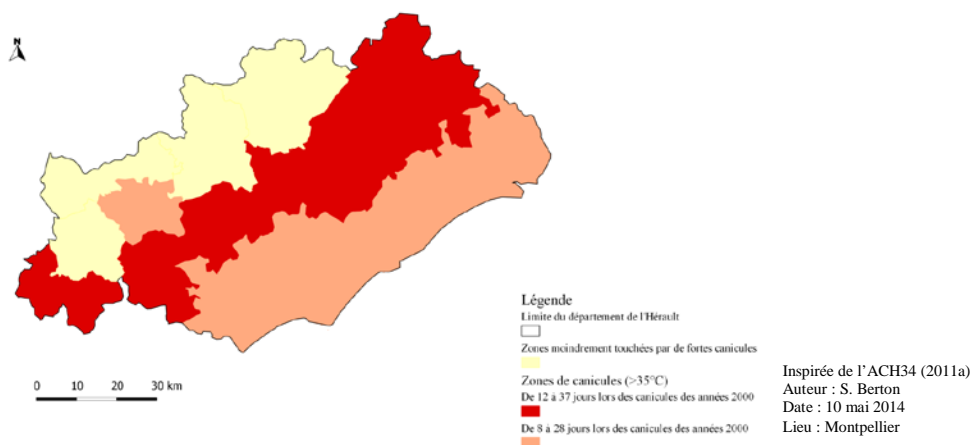 N
0 10 20 30 km
Légende
Limite du département de l'Hérault
Zones moindrement touchées par de fortes canicules
Zones de canicules (>35°C)
De 12 à 37 jours lors des canicules des années 2000
De 8 à 28 jours lors des canicules des années 2000
Inspirée de l'ACH34 (2011a)
Auteur : S. Berton
Date : 10 mai 2014
Lieu : Montpellier